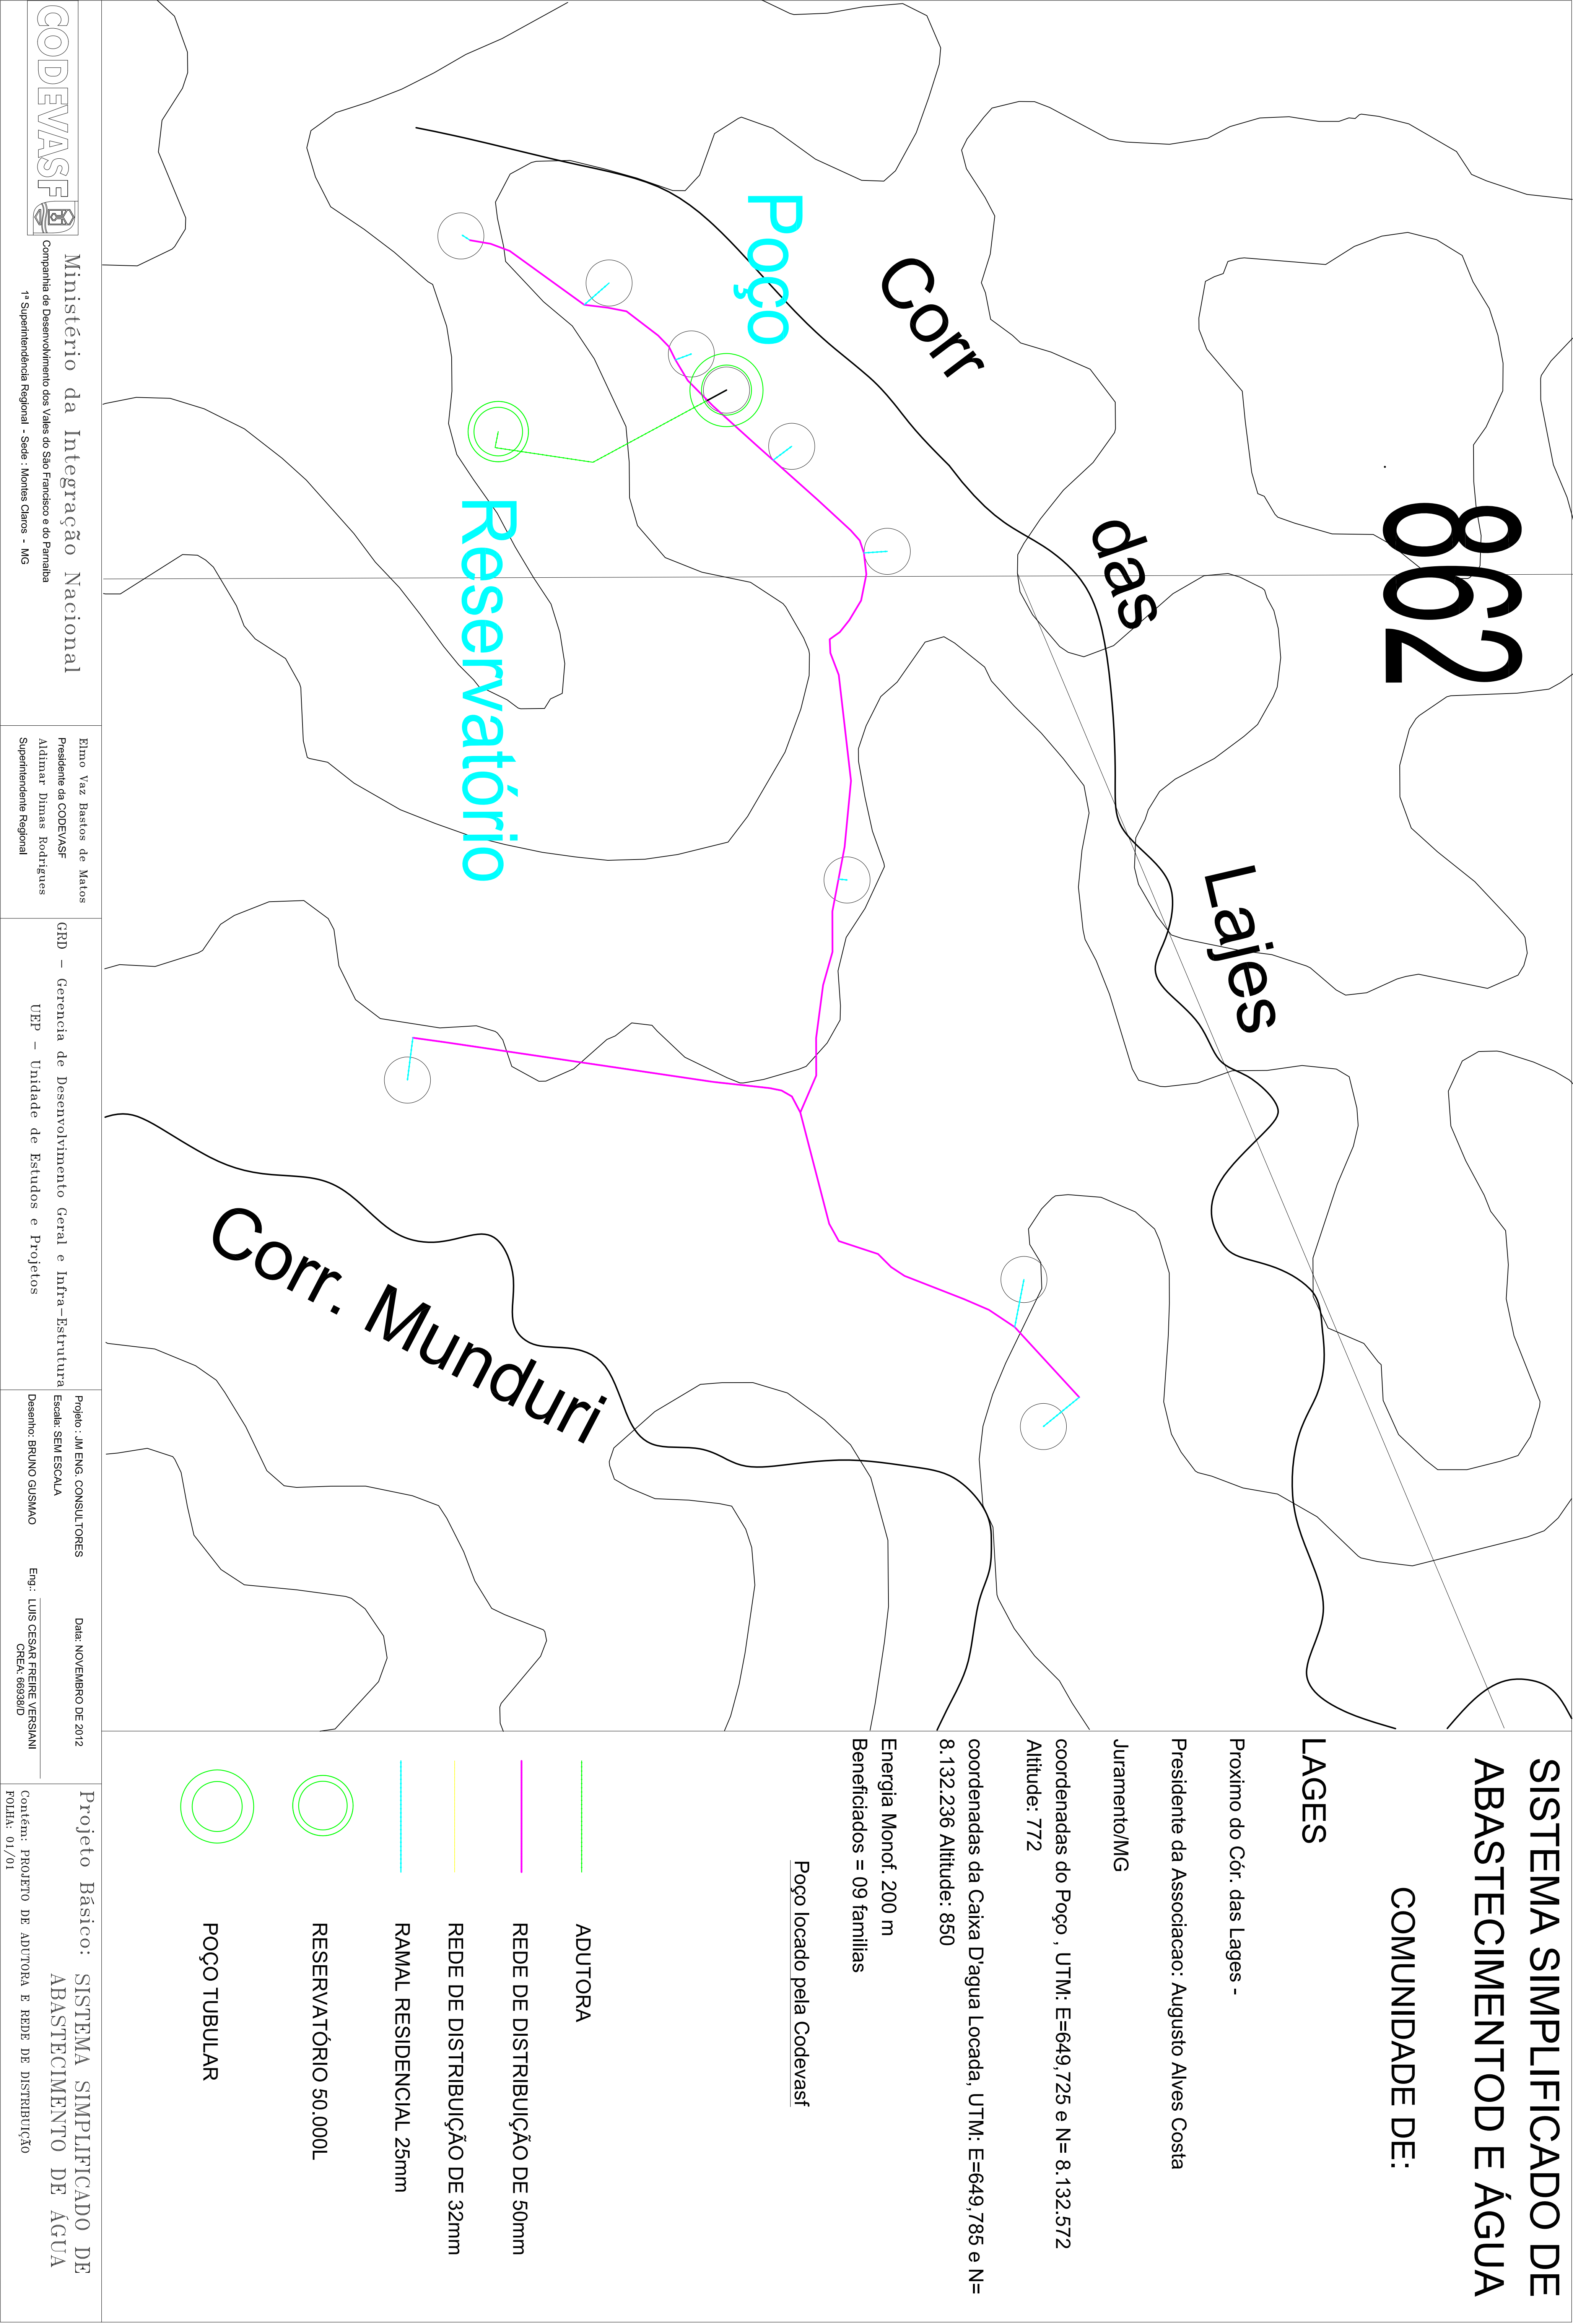 SISTEMA SIMPLIFICADO DE
ABASTECIMENTOD E ÁGUA
COMUNIDADE DE:
LAGES
Proximo do Cór. das Lages -
Presidente da Associacao: Augusto Alves Costa
Juramento/MG
coordenadas do Poço , UTM: E=649,725 e N= 8.132.572
Altitude: 772
coordenadas da Caixa D'agua Locada, UTM: E=649,785 e N=
8.132.236 Altitude: 850
Energia Monof. 200 m
Beneficiados = 09 familias
Poço locado pela Codevasf
ADUTORA
REDE DE DISTRIBUIÇÃO DE 50mm
REDE DE DISTRIBUIÇÃO DE 32mm
RAMAL RESIDENCIAL 25mm
RESERVATÓRIO 50.000L
POÇO TUBULAR
862
Corr
das
Lajes
Poço
Reservatório
Corr. Munduri
CODEVASF
Ministério da Integração Nacional
Companhia de Desenvolvimento dos Vales do São Francisco e do Parnaiba
1ª Superintendência Regional - Sede : Montes Claros - MG
Elmo Vaz Bastos de Matos
Presidente da CODEVASF
Aldimar Dimas Rodrigues
Superintendente Regional
GRD - Gerencia de Desenvolvimento Geral e Infra-Estrutura
UEP - Unidade de Estudos e Projetos
Projeto : JM ENG. CONSULTORES
Data: NOVEMBRO DE 2012
Escala: SEM ESCALA
Desenho: BRUNO GUSMAO
Eng.: LUIS CESAR FREIRE VERSIANI
CREA: 66938/D
Projeto Básico: SISTEMA SIMPLIFICADO DE
ABASTECIMENTO DE ÁGUA
Contém: PROJETO DE ADUTORA E REDE DE DISTRIBUIÇÃO
FOLHA: 01/01